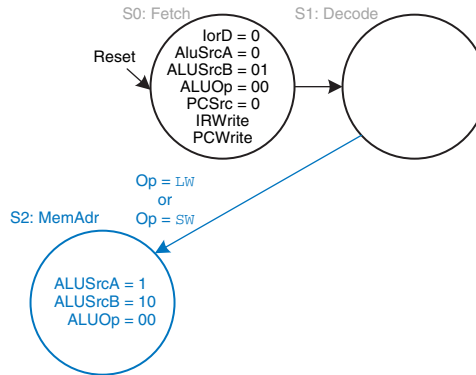 S0: Fetch
S1: Decode
Reset
IorD = 0
AluSrcA = 0
ALUSrcB = 01
ALUOp = 00
PCSrc = 0
IRWrite
PCWrite
Op = LW
or
Op = SW
S2: MemAdr
ALUSrcA = 1
ALUSrcB = 10
ALUOp = 00